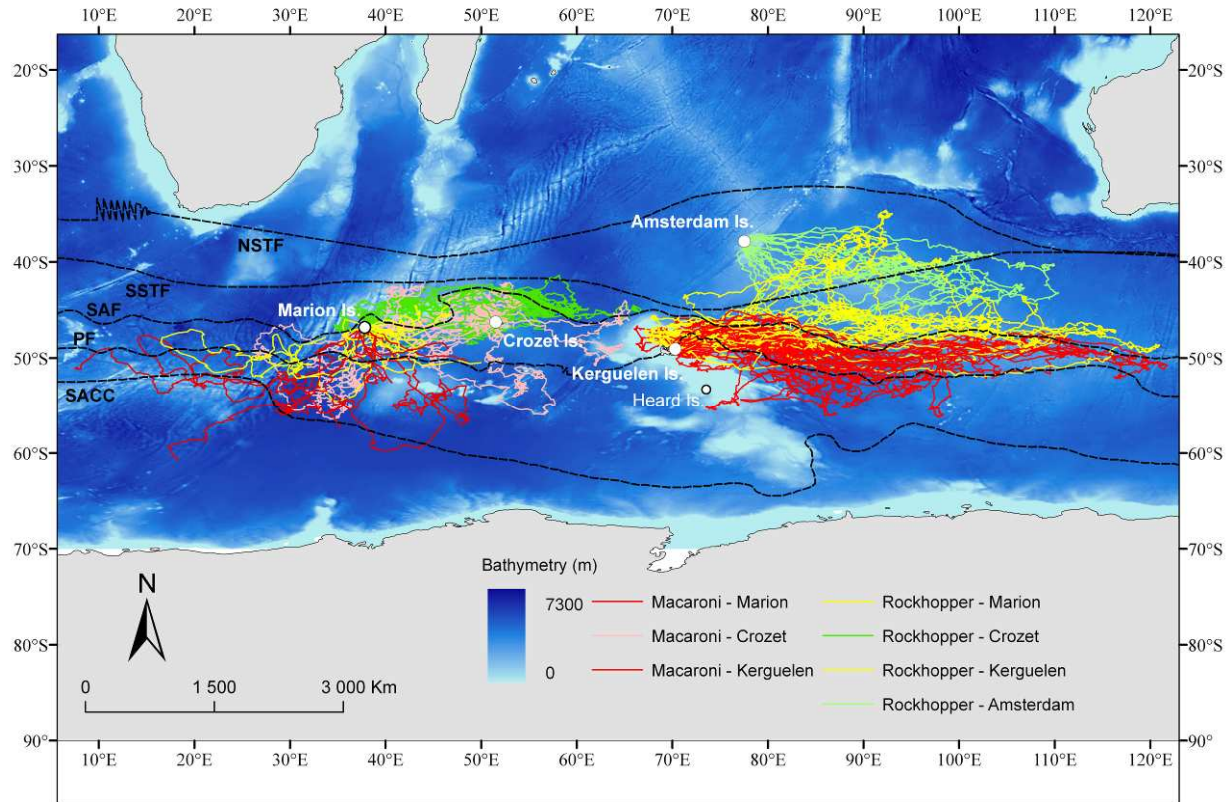 10°E 20°E 30°E 40°E 50°E 60°E 70°E 80°E 90°E 100°E 110°E 120°E
20°S 20°S
30°S 30°S
Amsterdam Is.
NSTF
40°S 40°S
SSTF
SAF
Marion Is.
PF
Crozet Is.
50°S 50°S
Kerguelen Is.
SACC
Heard Is.
60°S 60°S
70°S 70°S
Bathymetry (m)
N
7300
0
Macaroni - Marion Rockhopper - Marion
Macaroni - Crozet Rockhopper - Crozet
Macaroni - Kerguelen Rockhopper - Kerguelen
Rockhopper - Amsterdam
80°S 80°S
0 1 500 3 000 Km
90° 90°
10°E 20°E 30°E 40°E 50°E 60°E 70°E 80°E 90°E 100°E 110°E 120°E